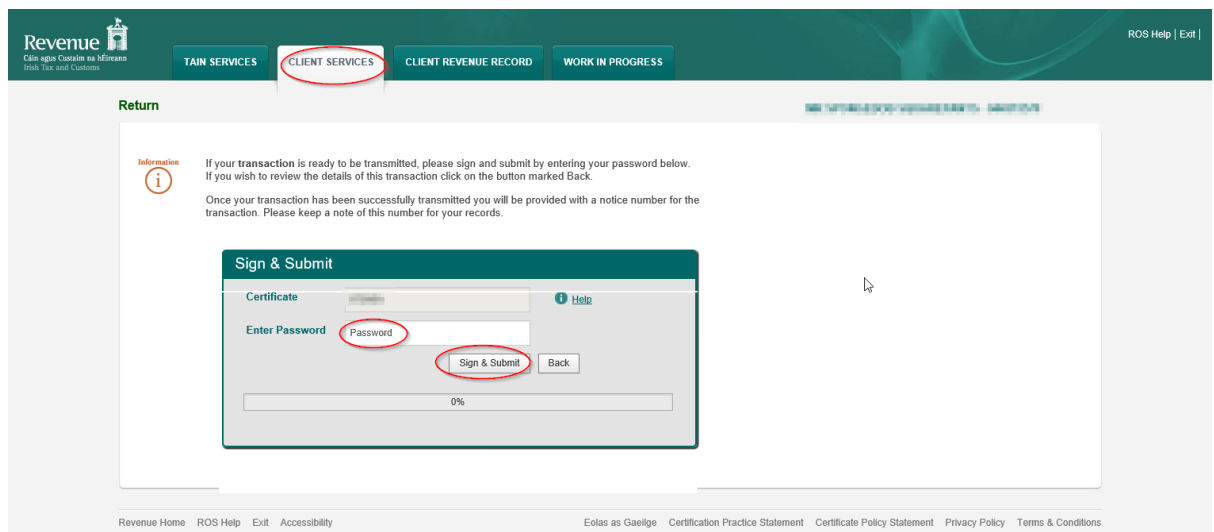 Revenue
Cáin agus Custaim na hÉireann
Irish Tax and Customs
TAIN SERVICES
CLIENT SERVICES
CLIENT REVENUE RECORD
WORK IN PROGRESS
ROS Help | Exit |
Return
Information
i
If your transaction is ready to be transmitted, please sign and submit by entering your password below.
If you wish to review the details of this transaction click on the button marked Back.
Once your transaction has been successfully transmitted you will be provided with a notice number for the
transaction. Please keep a note of this number for your records.
Sign & Submit
Certificate
i Help
Enter Password
Password
Sign & Submit
Back
0%
Revenue Home ROS Help Exit Accessibility
Eolas as Gaeilge Certification Practice Statement Certificate Policy Statement Privacy Policy Terms & Conditions